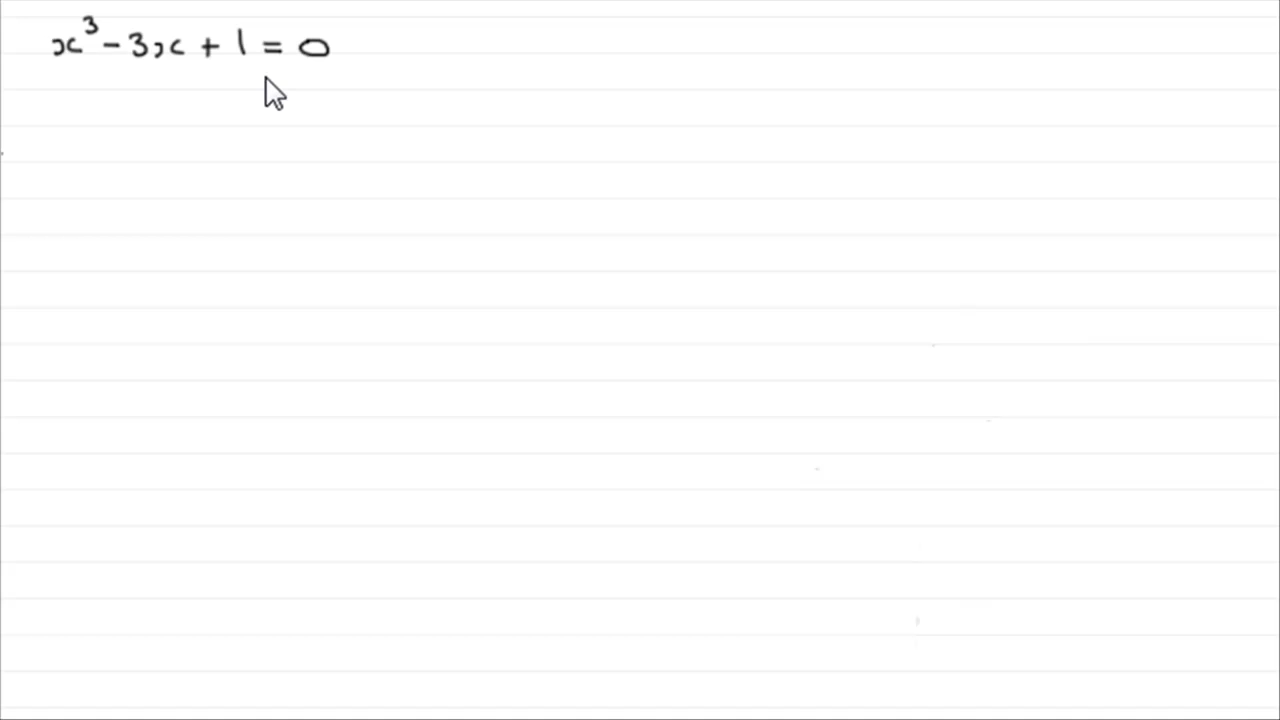 x³ - 3x + 1 = 0